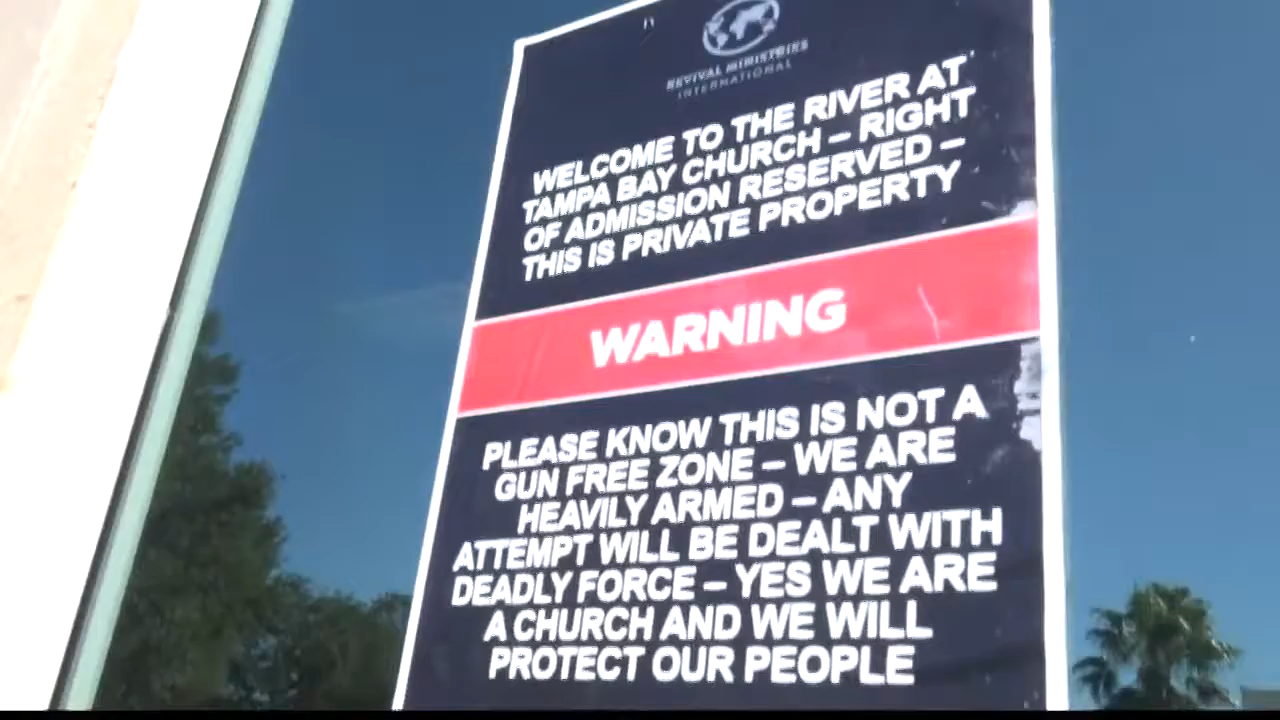 REVIVAL MINISTRIES
INTERNATIONAL
WELCOME TO THE RIVER AT
TAMPA BAY CHURCH – RIGHT
OF ADMISSION RESERVED –
THIS IS PRIVATE PROPERTY
WARNING
PLEASE KNOW THIS IS NOT A
GUN FREE ZONE – WE ARE
HEAVILY ARMED – ANY
ATTEMPT WILL BE DEALT WITH
DEADLY FORCE – YES WE ARE
A CHURCH AND WE WILL
PROTECT OUR PEOPLE